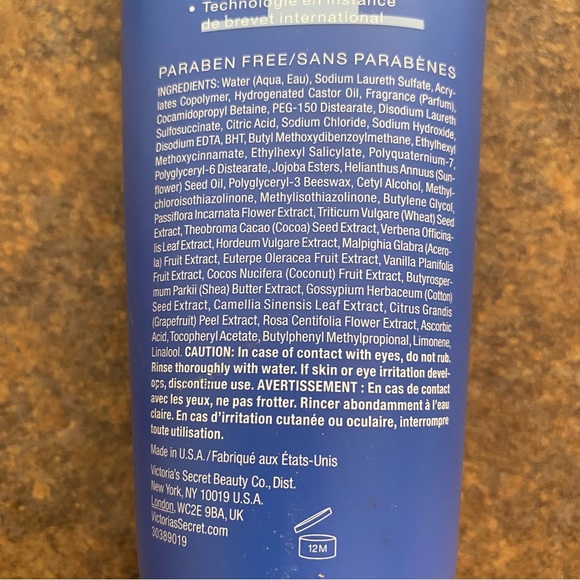 • Technologie en instance
de brevet international
PARABEN FREE/SANS PARABÈNES
INGREDIENTS: Water (Aqua, Eau), Sodium Laureth Sulfate, Acry-
lates Copolymer, Hydrogenated Castor Oil, Fragrance (Parfum),
Cocamidopropyl Betaine, PEG-150 Distearate, Disodium Laureth
Sulfosuccinate, Citric Acid, Sodium Chloride, Sodium Hydroxide,
Disodium EDTA, BHT, Butyl Methoxydibenzoylmethane, Ethylhexyl
Methoxycinnamate, Ethylhexyl Salicylate, Polyquaternium-7,
Polyglyceryl-6 Distearate, Jojoba Esters, Helianthus Annuus (Sun-
flower) Seed Oil, Polyglyceryl-3 Beeswax, Cetyl Alcohol, Methyl-
chloroisothiazolinone, Methylisothiazolinone, Butylene Glycol,
Passiflora Incarnata Flower Extract, Triticum Vulgare (Wheat) Seed
Extract, Theobroma Cacao (Cocoa) Seed Extract, Verbena Officina-
lis Leaf Extract, Hordeum Vulgare Extract, Malpighia Glabra (Acero-
la) Fruit Extract, Euterpe Oleracea Fruit Extract, Vanilla Planifolia
Fruit Extract, Cocos Nucifera (Coconut) Fruit Extract, Butyrosper-
mum Parkii (Shea) Butter Extract, Gossypium Herbaceum (Cotton)
Seed Extract, Camellia Sinensis Leaf Extract, Citrus Grandis
(Grapefruit) Peel Extract, Rosa Centifolia Flower Extract, Ascorbic
Acid, Tocopheryl Acetate, Butylphenyl Methylpropional, Limonene,
Linalool. CAUTION: In case of contact with eyes, do not rub.
Rinse thoroughly with water. If skin or eye irritation devel-
ops, discontinue use. AVERTISSEMENT : En cas de contact
avec les yeux, ne pas frotter. Rincer abondamment à l'eau
claire. En cas d'irritation cutanée ou oculaire, interrompre
toute utilisation.
Made in U.S.A./Fabriqué aux États-Unis
Victoria's Secret Beauty Co., Dist.
New York, NY 10019 U.S.A.
London, WC2E 9BA, UK
VictoriasSecret.com
30389019
12M